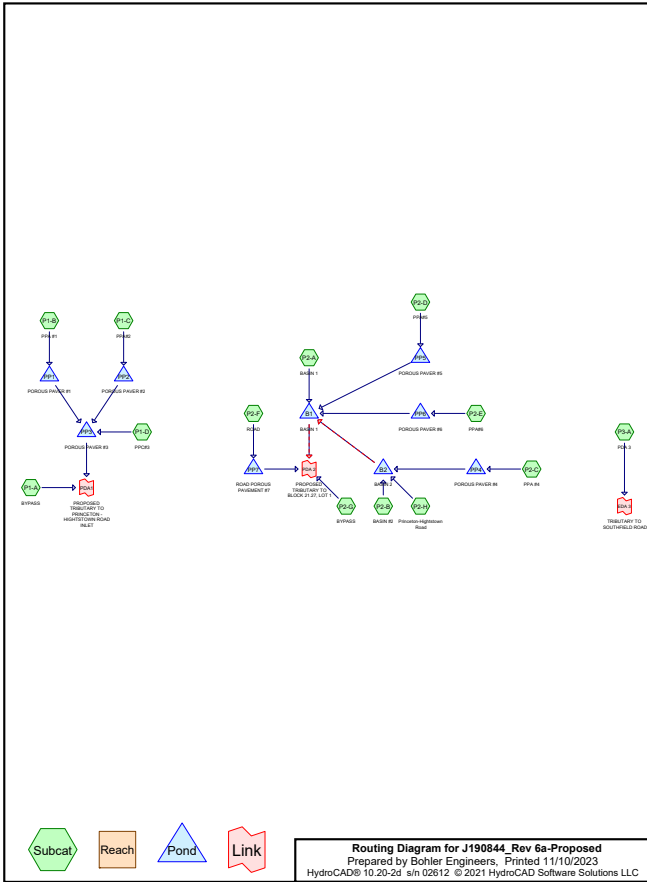 P2-D
PPA#5
P1-B
PPA #1
P1-C
PPA#2
P2-A
BASIN 1
PP5
POROUS PAVER #5
PP1
POROUS PAVER #1
PP2
POROUS PAVER #2
P2-F
ROAD
B1
BASIN 1
PP6
POROUS PAVER #6
P2-E
PPA#6
PP3
POROUS PAVER #3
P1-D
PPO#3
P3-A
PDA 3
P1-A
BYPASS
PDA1
PROPOSED
TRIBUTARY TO
PRINCETON -
HIGHTSTOWN ROAD
INLET
PP7
ROAD POROUS
PAVEMENT #7
PDA 2
PROPOSED
TRIBUTARY TO
BLOCK 21.27, LOT 1
B2
BASIN 2
PP4
POROUS PAVER #4
P2-C
PPA #4
P2-G
BYPASS
P2-B
BASIN #2
P2-H
Princeton-Hightstown
Road
TRIBUTARY TO
SOUTHFIELD ROAD
Subcat
Reach
Pond
Link
Routing Diagram for J190844_Rev 6a-Proposed
Prepared by Bohler Engineers, Printed 11/10/2023
HydroCAD® 10.20-2d s/n 02612 © 2021 HydroCAD Software Solutions LLC